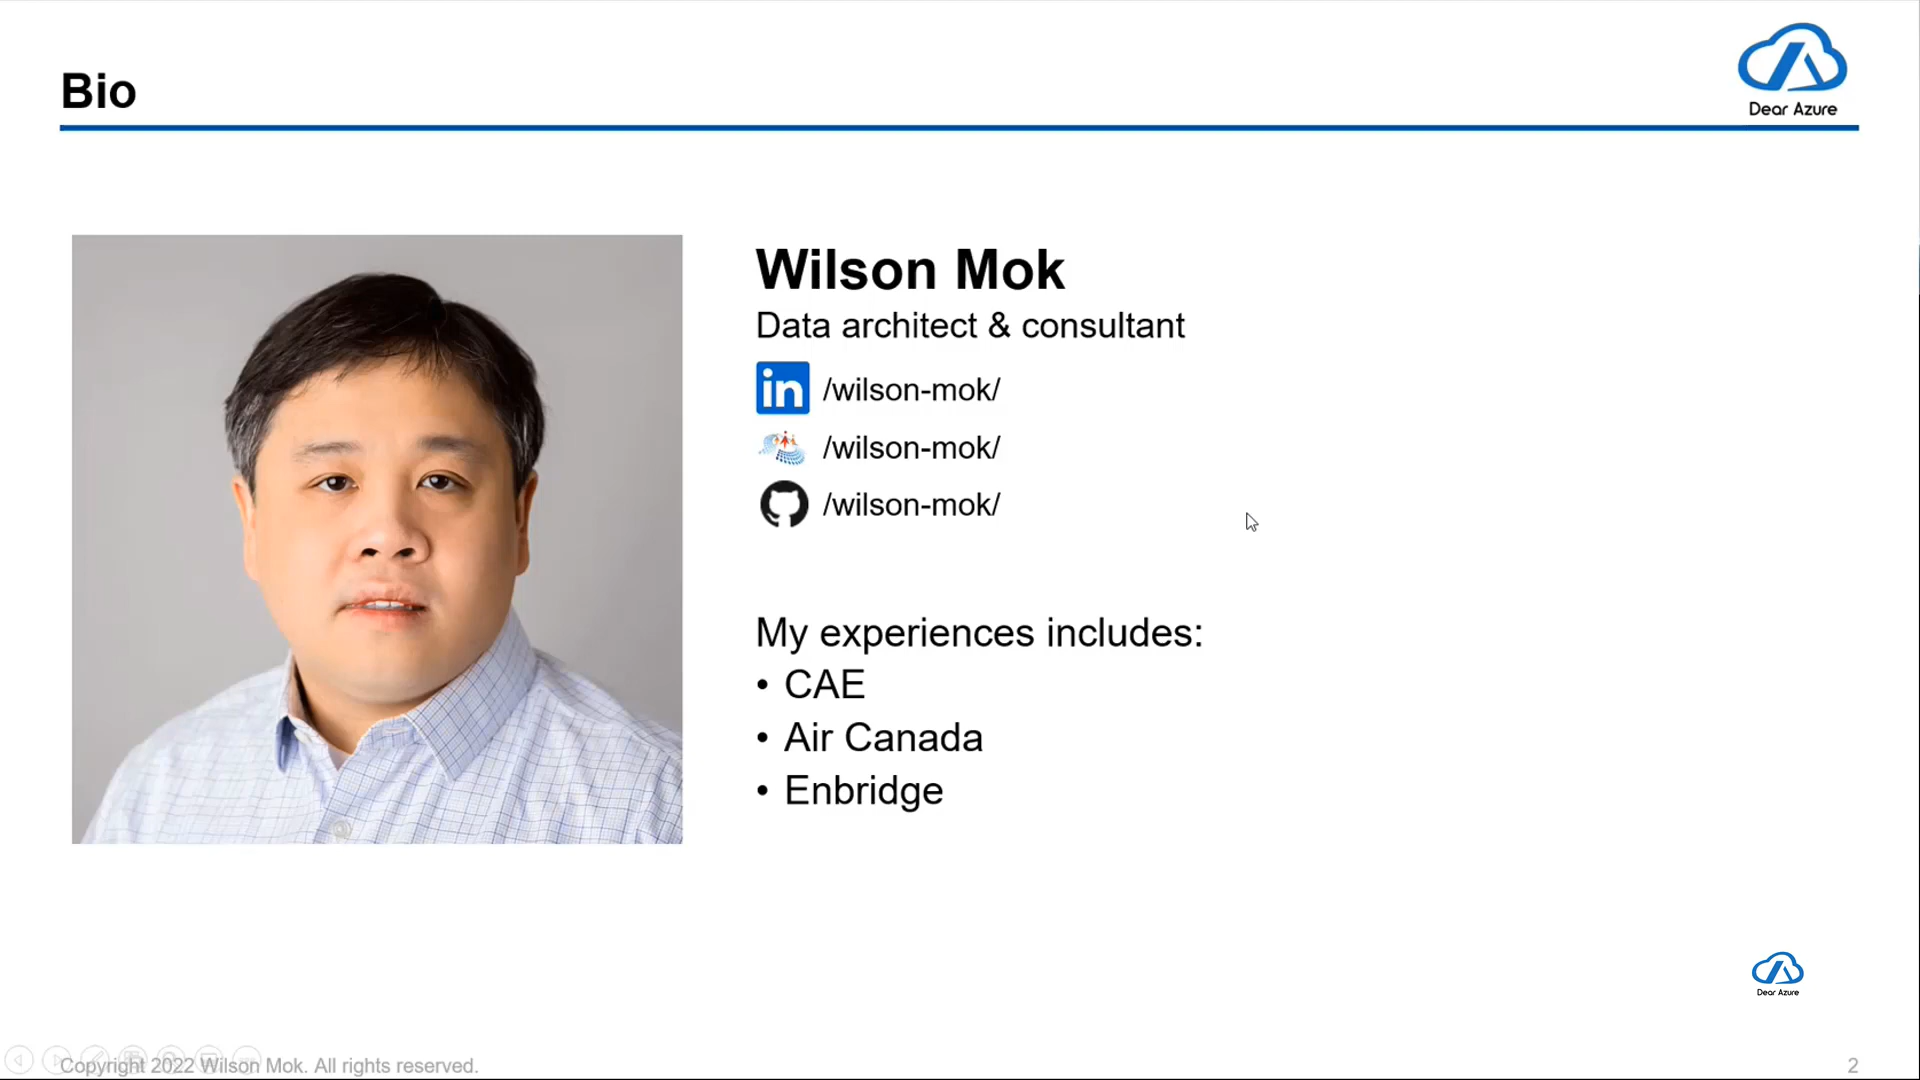 Bio
Dear Azure
Wilson Mok
Data architect & consultant
in /wilson-mok/
/wilson-mok/
/wilson-mok/
My experiences includes:
• CAE
• Air Canada
• Enbridge
Dear Azure
Copyright 2022 Wilson Mok. All rights reserved.
2